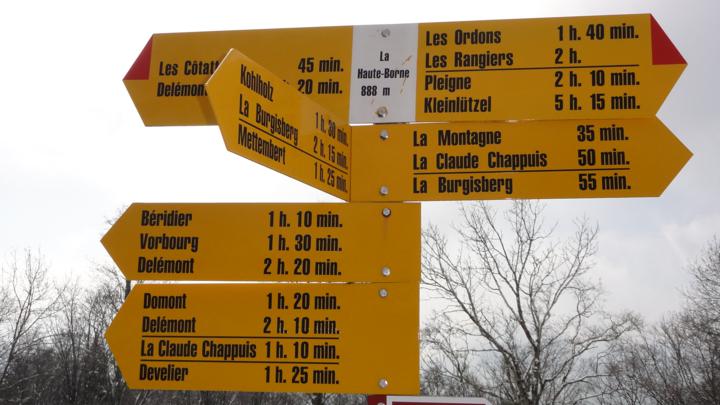 Les Côtat 45 min.
Delémon 20 min.
La
Haute-Borne
888 m
Les Ordons 1 h. 40 min.
Les Rangiers 2 h.
Pleigne 2 h. 10 min.
Kleinlützel 5 h. 15 min.
Kohlholz 1 h. 30 min.
La Burgisberg 2 h. 15 min.
Mettembert 1 h. 25 min.
La Montagne 35 min.
La Claude Chappuis 50 min.
La Burgisberg 55 min.
Béridier 1 h. 10 min.
Vorbourg 1 h. 30 min.
Delémont 2 h. 20 min.
Domont 1 h. 20 min.
Delémont 2 h. 10 min.
La Claude Chappuis 1 h. 10 min.
Develier 1 h. 25 min.